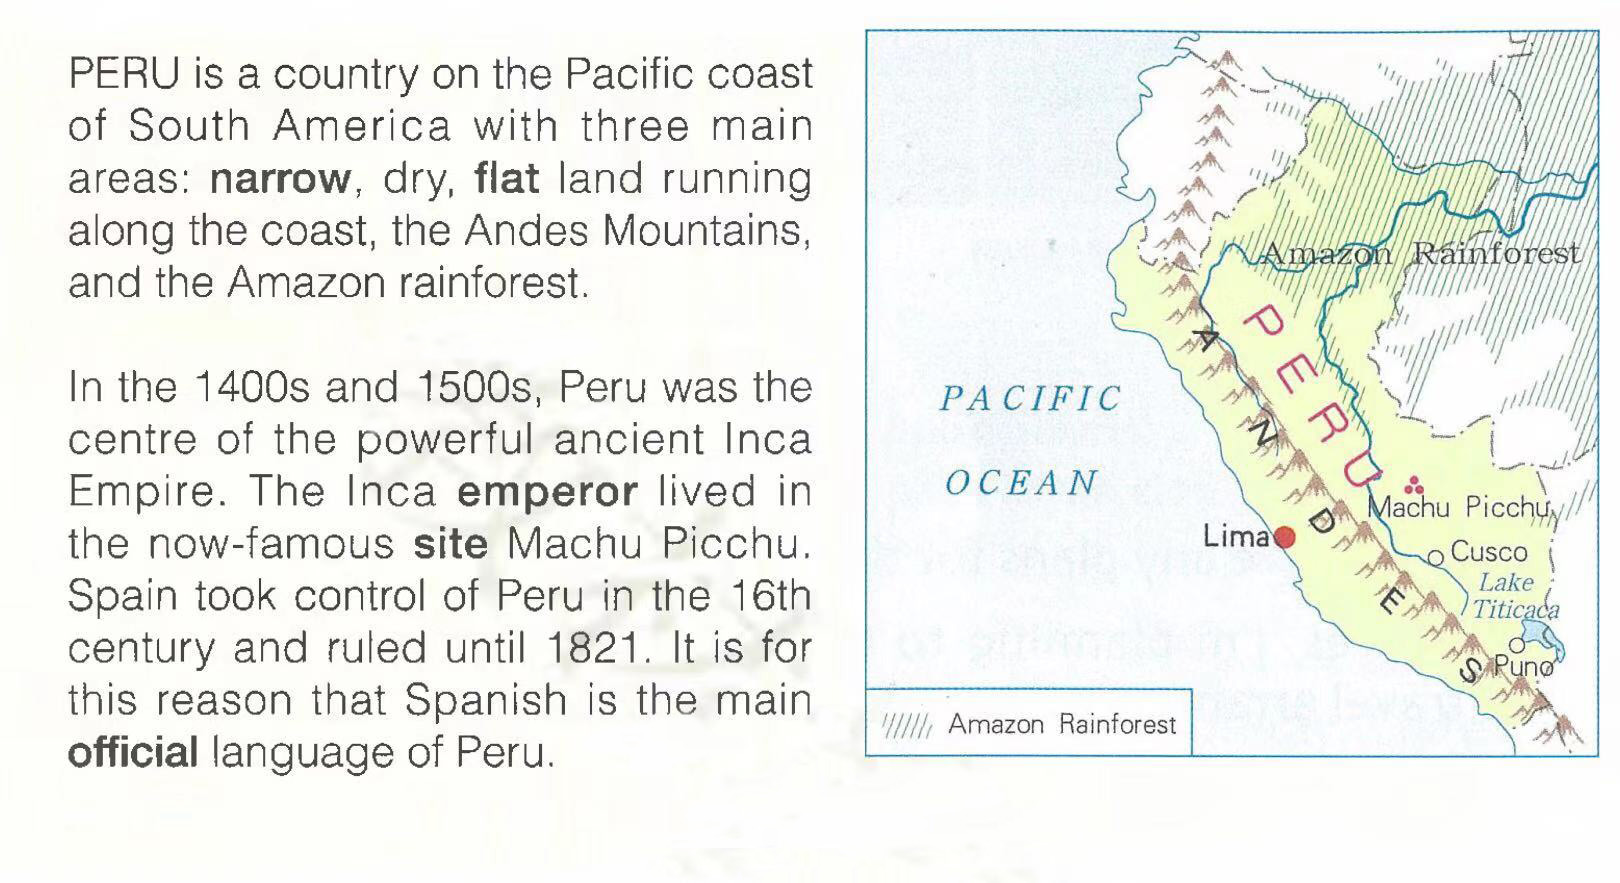 PERU is a country on the Pacific coast
of South America with three main
areas: narrow, dry, flat land running
along the coast, the Andes Mountains,
and the Amazon rainforest.
In the 1400s and 1500s, Peru was the
centre of the powerful ancient Inca
Empire. The Inca emperor lived in
the now-famous site Machu Picchu.
Spain took control of Peru in the 16th
century and ruled until 1821. It is for
this reason that Spanish is the main
official language of Peru.
Amazon Rainforest
PERU
ANDES
PACIFIC
OCEAN
Machu Picchu
Lima
Cusco
Lake
Titicaca
Puno
Amazon Rainforest